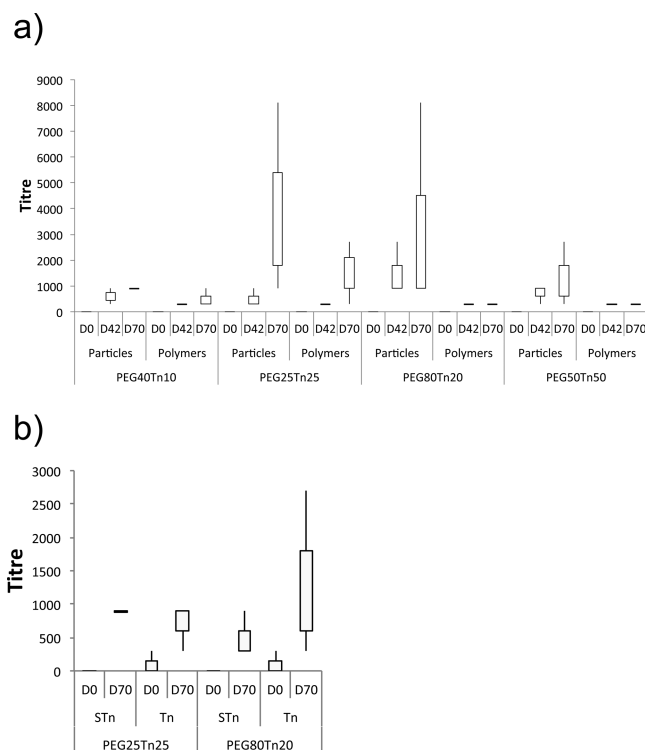 a)
9000
8000
7000
6000
5000
4000
3000
2000
1000
0
Titre
D0 D42 D70 D0 D42 D70 D0 D42 D70 D0 D42 D70 D0 D42 D70 D0 D42 D70 D0 D42 D70 D0 D42 D70
Particles Polymers Particles Polymers Particles Polymers Particles Polymers
PEG40Tn10 PEG25Tn25 PEG80Tn20 PEG50Tn50
b)
3000
2500
2000
1500
1000
500
0
Titre
D0 D70 D0 D70 D0 D70 D0 D70
STn Tn STn Tn
PEG25Tn25 PEG80Tn20